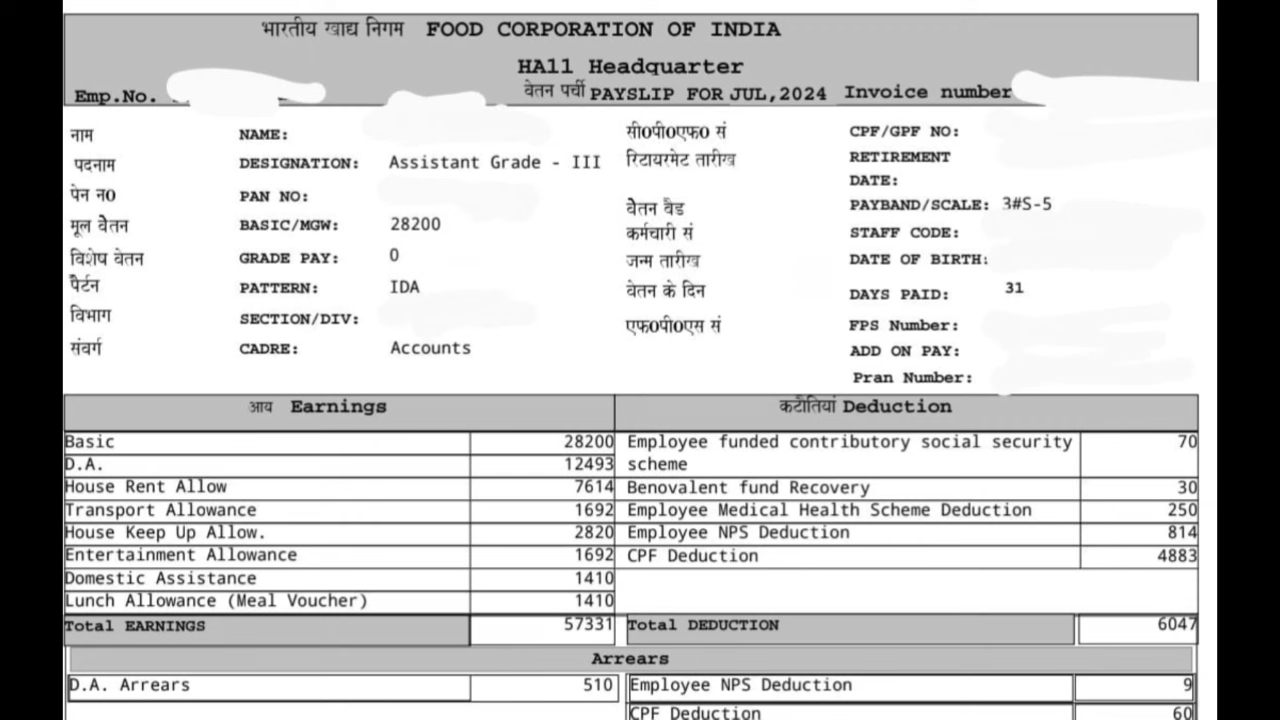 भारतीय खाद्य निगम FOOD CORPORATION OF INDIA
HA11 Headquarter
Emp.No. वेतन पर्ची PAYSLIP FOR JUL,2024 Invoice number
नाम NAME: सी0पी0एफ0 सं CPF/GPF NO:
पदनाम DESIGNATION: Assistant Grade - III रिटायरमेट तारीख RETIREMENT DATE:
पेन न0 PAN NO:
मूल वेतन BASIC/MGW: 28200 वेतन वैड PAYBAND/SCALE: 3#S-5
कर्मचारी सं STAFF CODE:
विशेष वेतन GRADE PAY: 0 जन्म तारीख DATE OF BIRTH:
पैर्टन PATTERN: IDA वेतन के दिन DAYS PAID: 31
विभाग SECTION/DIV: एफ0पी0एस सं FPS Number:
संवर्ग CADRE: Accounts ADD ON PAY:
Pran Number:
आय Earnings कटौतियां Deduction
Basic 28200 Employee funded contributory social security 70
D.A. 12493 scheme
House Rent Allow 7614 Benovalent fund Recovery 30
Transport Allowance 1692 Employee Medical Health Scheme Deduction 250
House Keep Up Allow. 2820 Employee NPS Deduction 814
Entertainment Allowance 1692 CPF Deduction 4883
Domestic Assistance 1410
Lunch Allowance (Meal Voucher) 1410
Total EARNINGS 57331 Total DEDUCTION 6047
Arrears
D.A. Arrears 510 Employee NPS Deduction 9
CPF Deduction 60